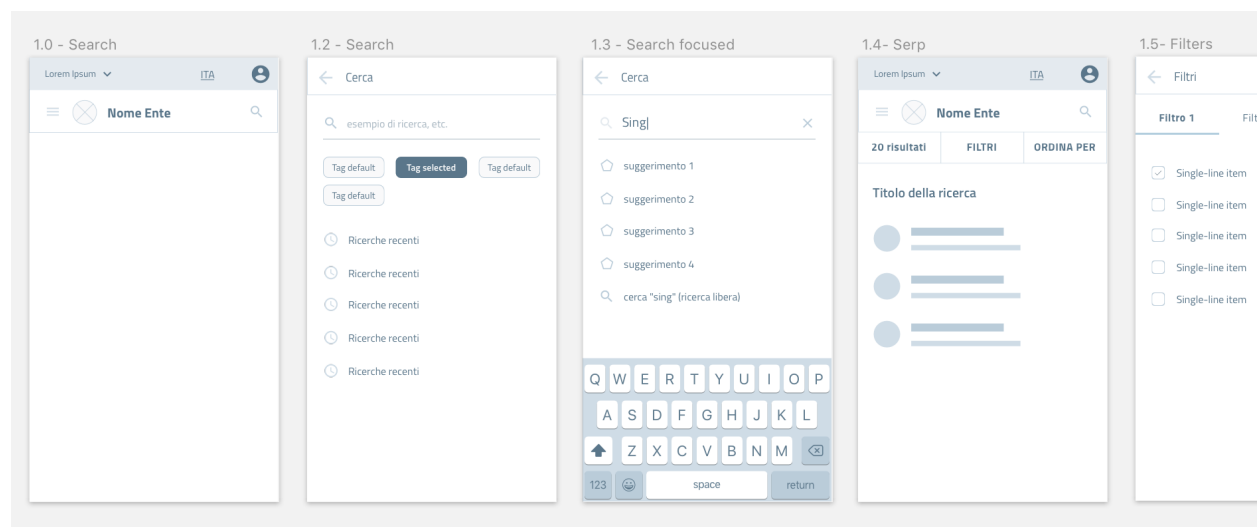 1.0 - Search
Lorem Ipsum
ITA
Nome Ente
1.2 - Search
Cerca
esempio di ricerca, etc.
Tag default
Tag selected
Tag default
Tag default
Ricerche recenti
Ricerche recenti
Ricerche recenti
Ricerche recenti
Ricerche recenti
1.3 - Search focused
Cerca
Sing
suggerimento 1
suggerimento 2
suggerimento 3
suggerimento 4
cerca "sing" (ricerca libera)
Q W E R T Y U I O P
A S D F G H J K L
Z X C V B N M
123 space return
1.4- Serp
Lorem Ipsum
ITA
Nome Ente
20 risultati
FILTRI
ORDINA PER
Titolo della ricerca
1.5- Filters
Filtri
Filtro 1
Single-line item
Single-line item
Single-line item
Single-line item
Single-line item